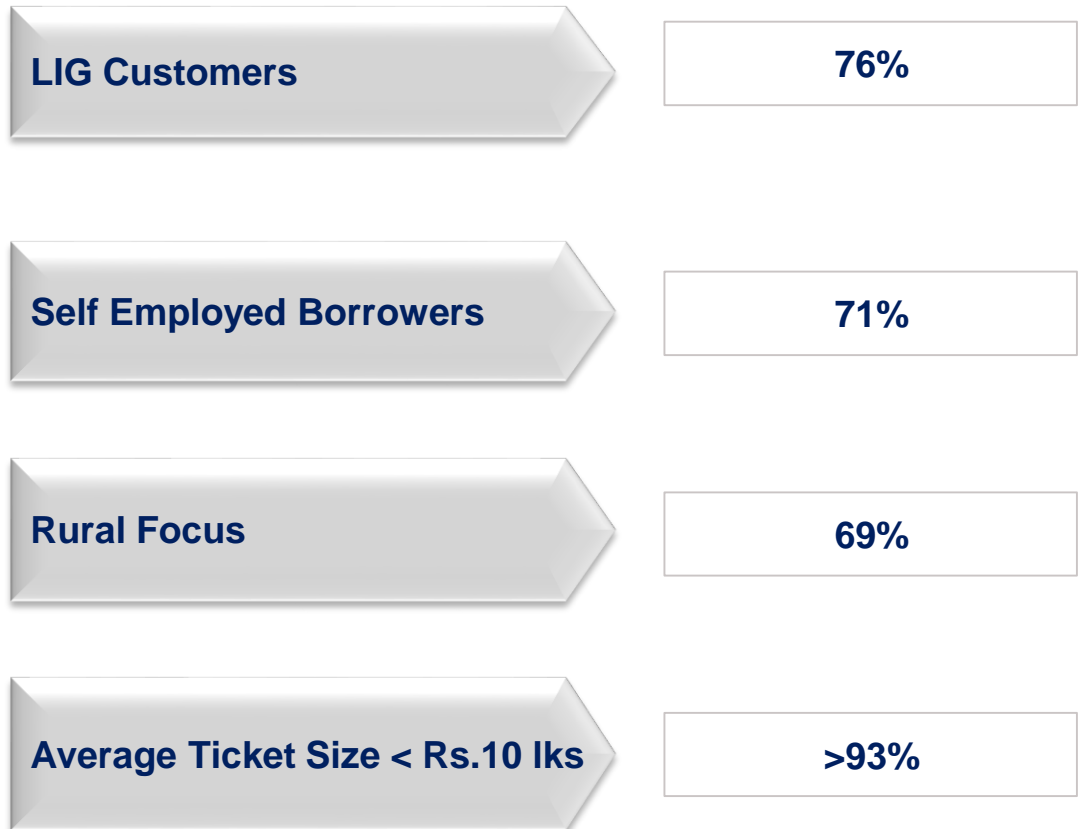 LIG Customers
76%
Self Employed Borrowers
71%
Rural Focus
69%
Average Ticket Size < Rs.10 lks
>93%